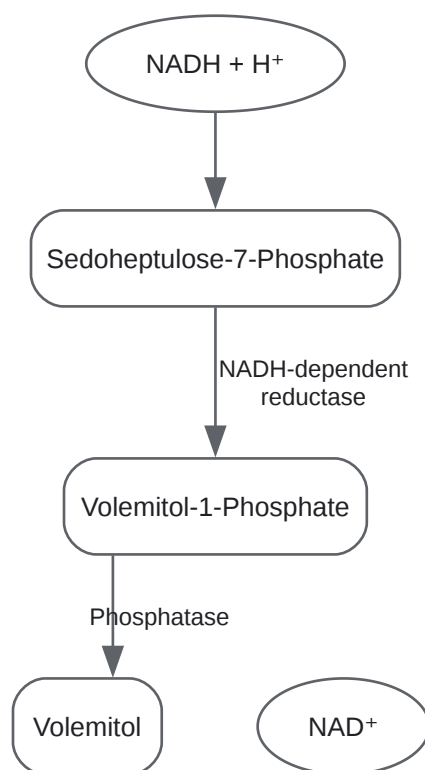 NADH + H⁺
Sedoheptulose-7-Phosphate
NADH-dependent
reductase
Volemitol-1-Phosphate
Phosphatase
Volemitol
NAD⁺